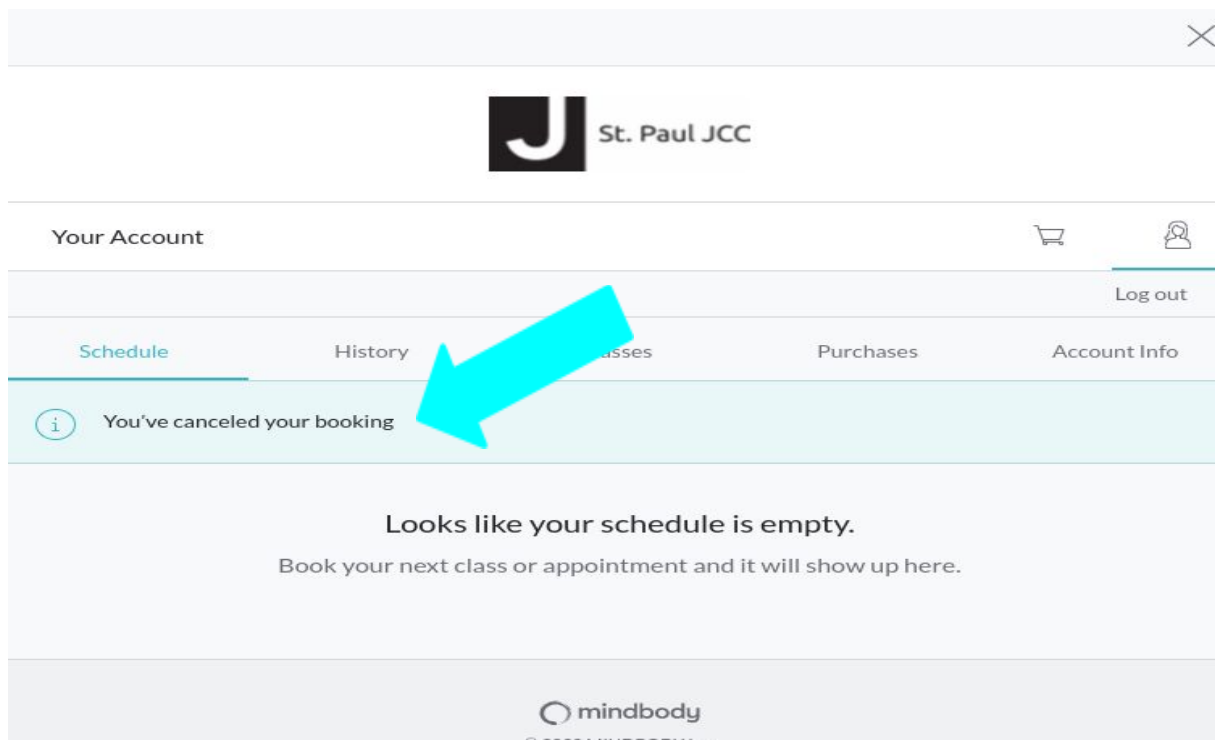 J St. Paul JCC
Your Account
Log out
Schedule History asses Purchases Account Info
i You've canceled your booking
Looks like your schedule is empty.
Book your next class or appointment and it will show up here.
mindbody